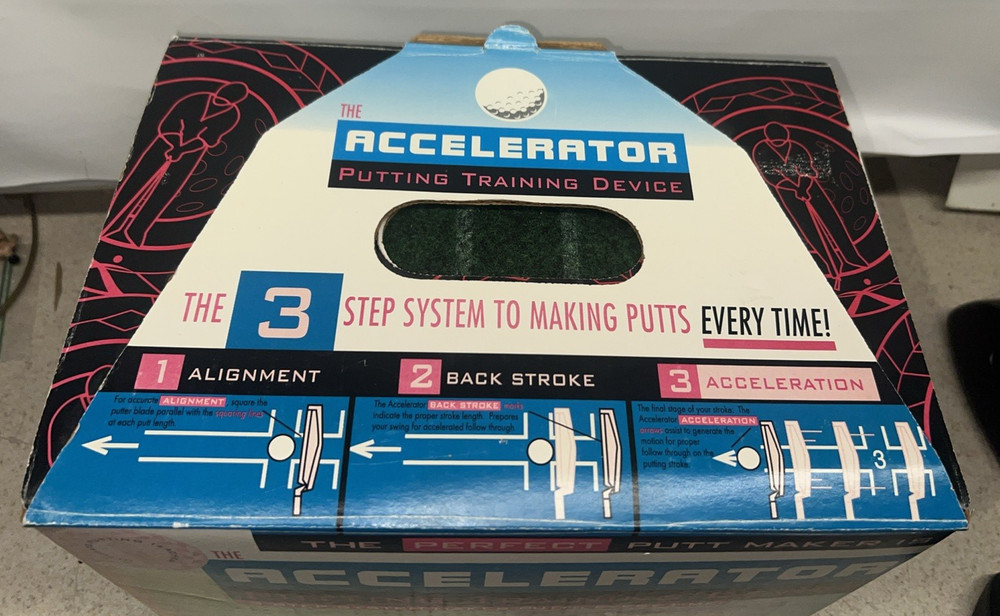 THE
ACCELERATOR
PUTTING TRAINING DEVICE
THE 3 STEP SYSTEM TO MAKING PUTTS EVERY TIME!
1 ALIGNMENT
For accurate ALIGNMENT square the
putter blade parallel with the squaring lines
at each putt length.
2 BACK STROKE
The Accelerator BACK STROKE marks
indicate the proper stroke length. Prepares
your swing for accelerated follow through.
3 ACCELERATION
The final stage of your stroke. The
Accelerator ACCELERATION
arrows assist to generate the
motion for proper
follow through on the
putting stroke.
3
THE PERFECT PUTT MAKER
THE
ACCELERATOR